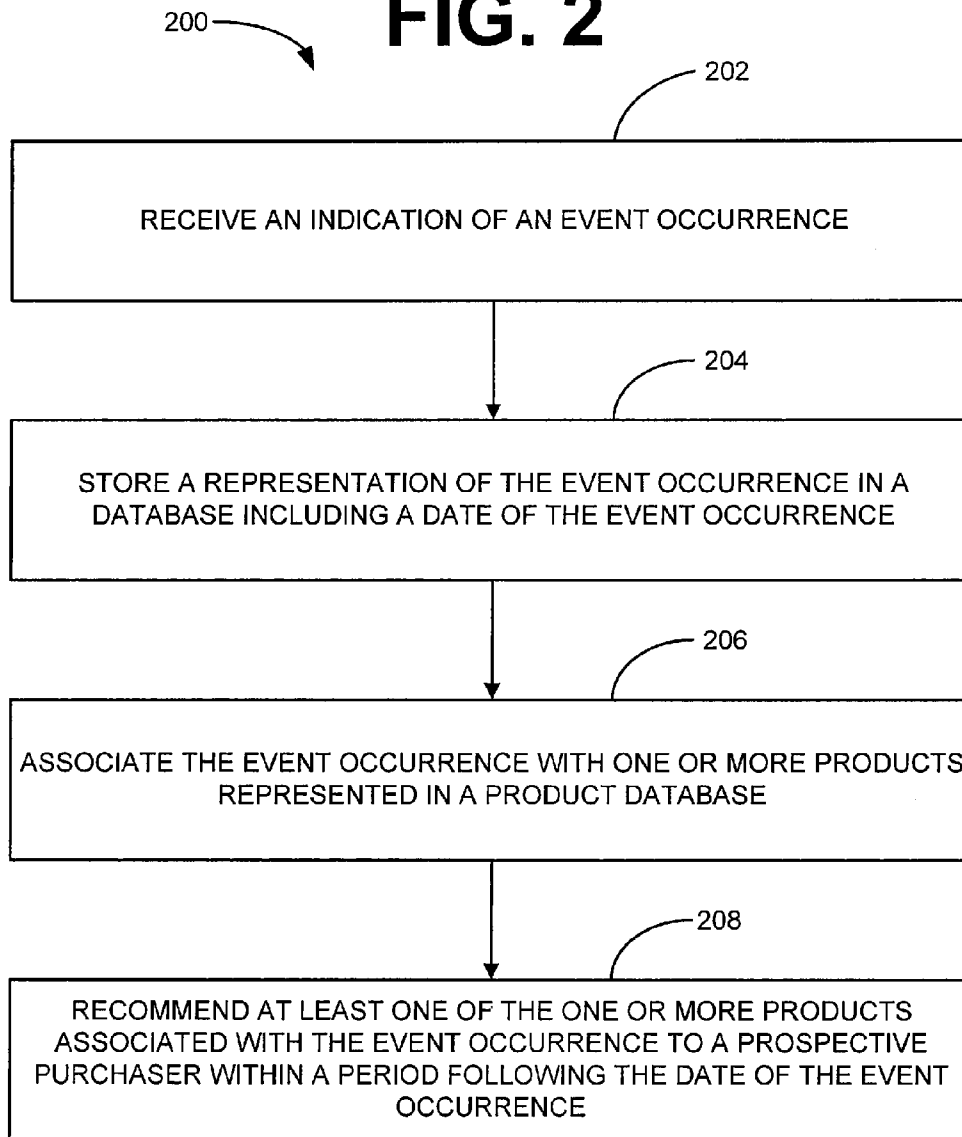 FIG. 2
200
202
RECEIVE AN INDICATION OF AN EVENT OCCURRENCE
204
STORE A REPRESENTATION OF THE EVENT OCCURRENCE IN A
DATABASE INCLUDING A DATE OF THE EVENT OCCURRENCE
206
ASSOCIATE THE EVENT OCCURRENCE WITH ONE OR MORE PRODUCTS
REPRESENTED IN A PRODUCT DATABASE
208
RECOMMEND AT LEAST ONE OF THE ONE OR MORE PRODUCTS
ASSOCIATED WITH THE EVENT OCCURRENCE TO A PROSPECTIVE
PURCHASER WITHIN A PERIOD FOLLOWING THE DATE OF THE EVENT
OCCURRENCE